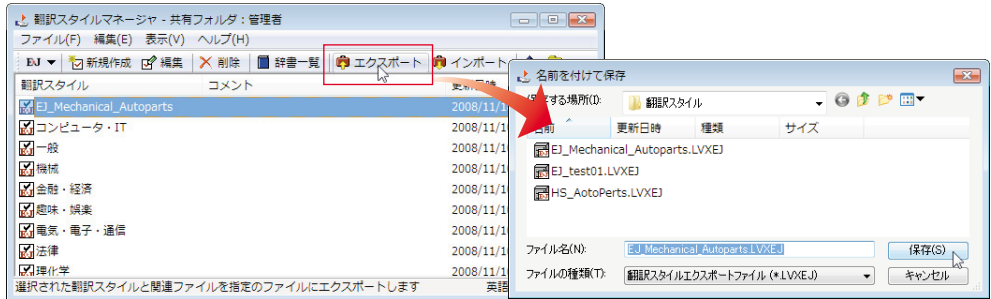 翻訳スタイルマネージャ - 共有フォルダ:管理者
ファイル(F) 編集(E) 表示(V) ヘルプ(H)
EJ 新規作成 編集 削除 辞書一覧 エクスポート インポート
翻訳スタイル コメント 更新日時
EJ_Mechanical_Autoparts 2008/11/1
コンピュータ・IT 2008/11/1
一般 2008/11/1
機械 2008/11/1
金融・経済 2008/11/1
趣味・娯楽 2008/11/1
電気・電子・通信 2008/11/1
法律 2008/11/1
理化学 2008/11/1
選択された翻訳スタイルと関連ファイルを指定のファイルにエクスポートします 英語
名前を付けて保存
保存する場所(I): 翻訳スタイル
名前 更新日時 種類 サイズ
EJ_Mechanical_Autoparts.LVXEJ
EJ_test01.LVXEJ
HS_AotoPerts.LVXEJ
ファイル名(N): EJ_Mechanical_Autoparts.LVXEJ 保存(S)
ファイルの種類(T): 翻訳スタイルエクスポートファイル (*.LVXEJ) キャンセル